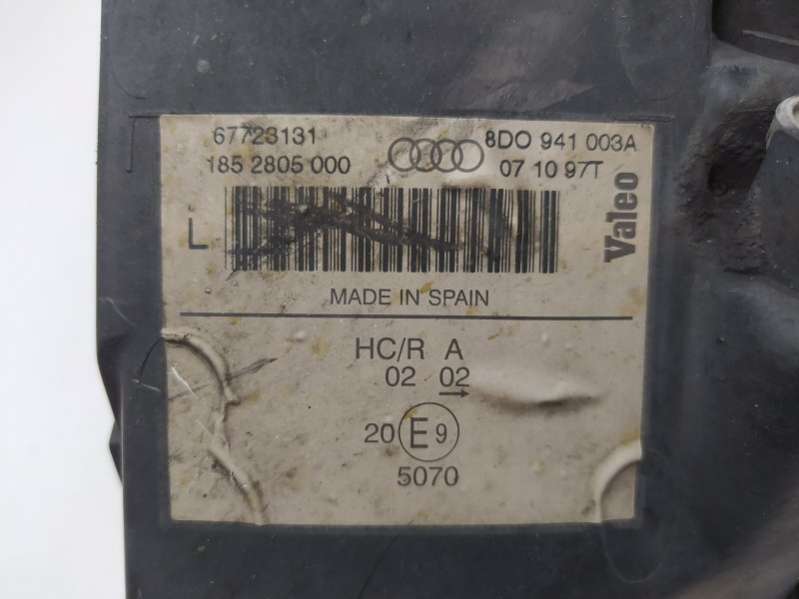 67723131 8D0 941 003A
185 2805 000 07 10 97T
L Valeo
MADE IN SPAIN
HC/R A
02 02
20 E 9
5070